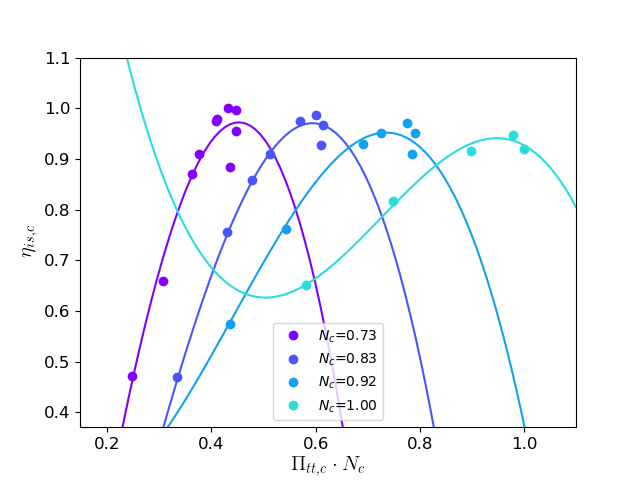 1.1
1.0
0.9
0.8
0.7
0.6
0.5
0.4
η_{is,c}
N_c=0.73
N_c=0.83
N_c=0.92
N_c=1.00
0.2 0.4 0.6 0.8 1.0
Π_{tt,c} · N_c